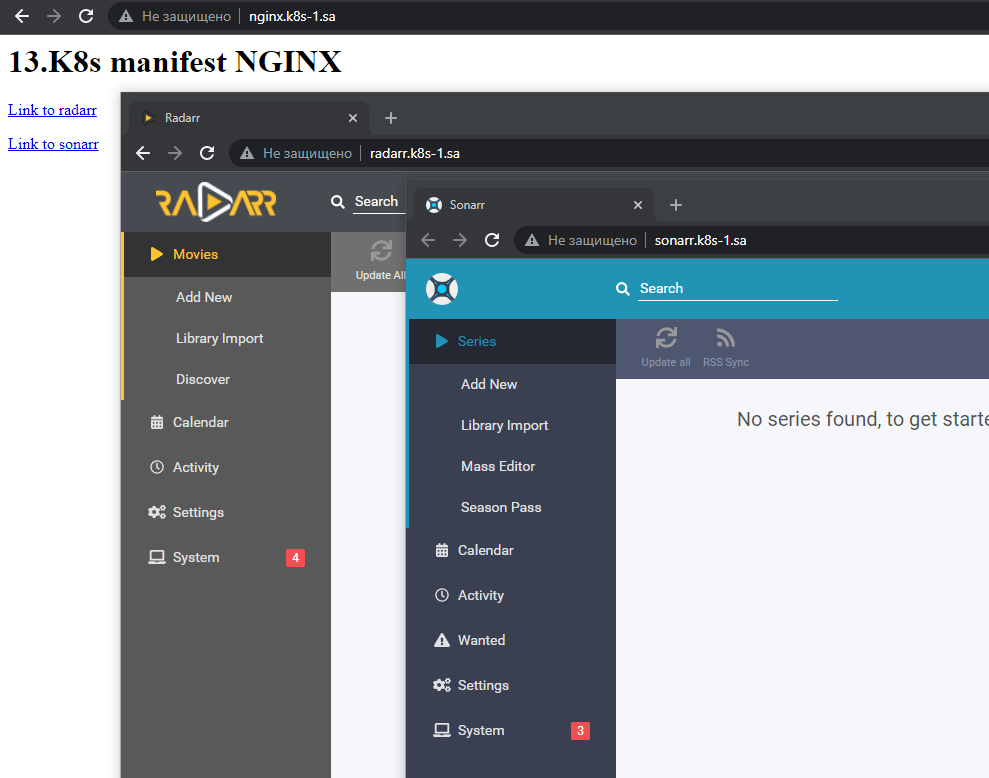 Не защищено nginx.k8s-1.sa
13.K8s manifest NGINX
Link to radarr
Link to sonarr
Radarr
Не защищено radarr.k8s-1.sa
RADARR
Search
Movies
Update All
Add New
Library Import
Discover
Calendar
Activity
Settings
System 4
Sonarr
Не защищено sonarr.k8s-1.sa
Search
Series
Update all RSS Sync
Add New
No series found, to get starte
Library Import
Mass Editor
Season Pass
Calendar
Activity
Wanted
Settings
System 3